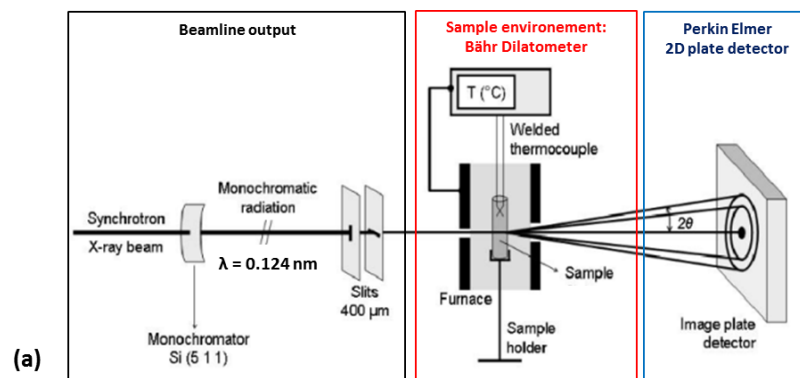 Beamline output
Sample environement:
Bähr Dilatometer
Perkin Elmer
2D plate detector
T (°C)
Welded
thermocouple
Monochromatic
radiation
Synchrotron
X-ray beam
λ = 0.124 nm
2θ
Slits
400 µm
Sample
Furnace
Monochromator
Si (5 1 1)
Sample
holder
Image plate
detector
(a)